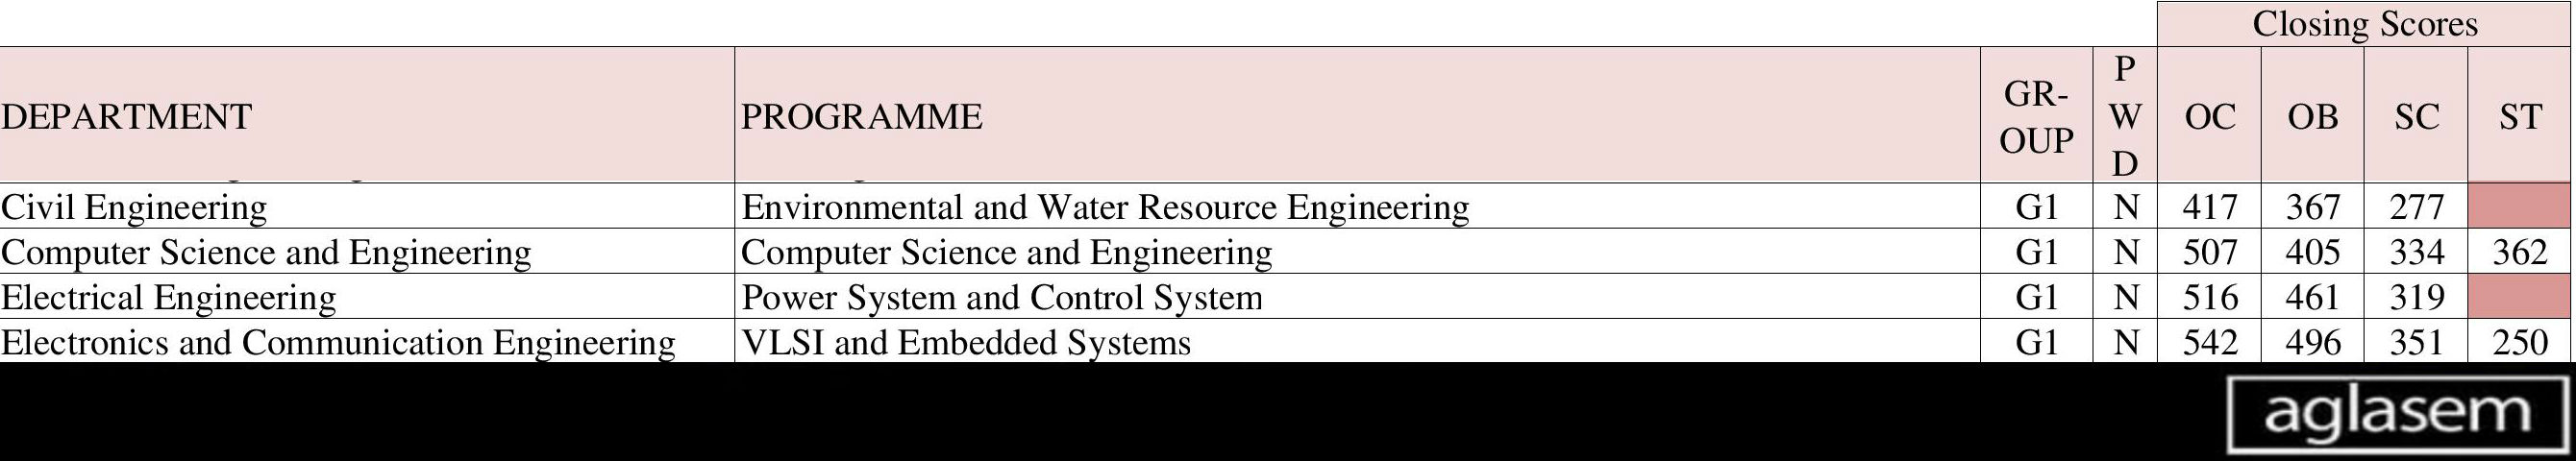 Closing Scores
DEPARTMENT PROGRAMME GR-OUP PWD OC OB SC ST
Civil Engineering Environmental and Water Resource Engineering G1 N 417 367 277
Computer Science and Engineering Computer Science and Engineering G1 N 507 405 334 362
Electrical Engineering Power System and Control System G1 N 516 461 319
Electronics and Communication Engineering VLSI and Embedded Systems G1 N 542 496 351 250
aglasem